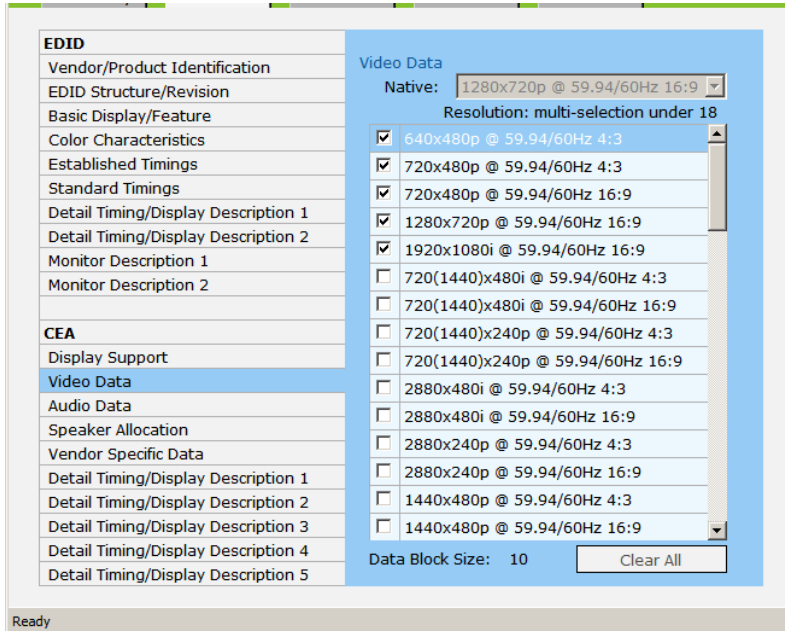 EDID
Vendor/Product Identification
EDID Structure/Revision
Basic Display/Feature
Color Characteristics
Established Timings
Standard Timings
Detail Timing/Display Description 1
Detail Timing/Display Description 2
Monitor Description 1
Monitor Description 2
CEA
Display Support
Video Data
Audio Data
Speaker Allocation
Vendor Specific Data
Detail Timing/Display Description 1
Detail Timing/Display Description 2
Detail Timing/Display Description 3
Detail Timing/Display Description 4
Detail Timing/Display Description 5
Video Data
Native: 1280x720p @ 59.94/60Hz 16:9
Resolution: multi-selection under 18
640x480p @ 59.94/60Hz 4:3
720x480p @ 59.94/60Hz 4:3
720x480p @ 59.94/60Hz 16:9
1280x720p @ 59.94/60Hz 16:9
1920x1080i @ 59.94/60Hz 16:9
720(1440)x480i @ 59.94/60Hz 4:3
720(1440)x480i @ 59.94/60Hz 16:9
720(1440)x240p @ 59.94/60Hz 4:3
720(1440)x240p @ 59.94/60Hz 16:9
2880x480i @ 59.94/60Hz 4:3
2880x480i @ 59.94/60Hz 16:9
2880x240p @ 59.94/60Hz 4:3
2880x240p @ 59.94/60Hz 16:9
1440x480p @ 59.94/60Hz 4:3
1440x480p @ 59.94/60Hz 16:9
Data Block Size: 10
Clear All
Ready